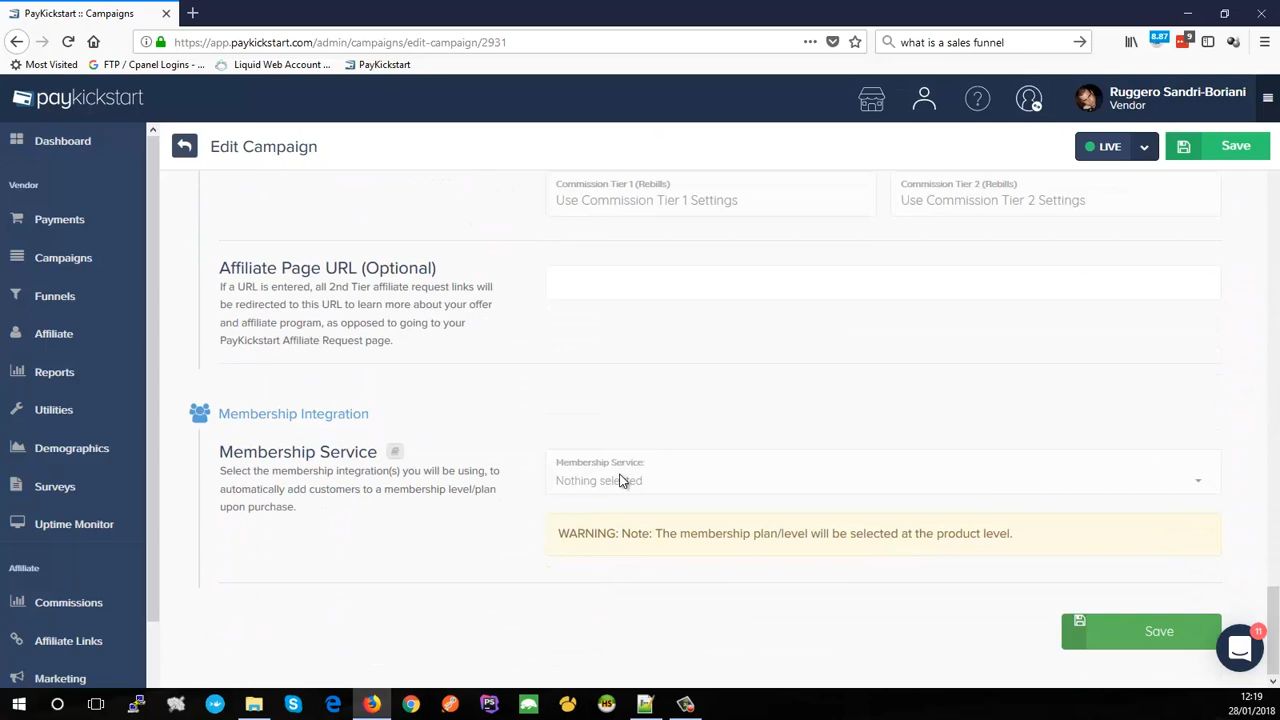 PayKickstart :: Campaigns
https://app.paykickstart.com/admin/campaigns/edit-campaign/2931
what is a sales funnel
8.87
9
Most Visited
FTP / Cpanel Logins - ...
Liquid Web Account ...
PayKickstart
paykickstart
Ruggero Sandri-Boriani
Vendor
Dashboard
Vendor
Payments
Campaigns
Funnels
Affiliate
Reports
Utilities
Demographics
Surveys
Uptime Monitor
Affiliate
Commissions
Affiliate Links
Marketing
Edit Campaign
LIVE
Save
Commission Tier 1 (Rebills)
Use Commission Tier 1 Settings
Commission Tier 2 (Rebills)
Use Commission Tier 2 Settings
Affiliate Page URL (Optional)
If a URL is entered, all 2nd Tier affiliate request links will
be redirected to this URL to learn more about your offer
and affiliate program, as opposed to going to your
PayKickstart Affiliate Request page.
Membership Integration
Membership Service
Select the membership integration(s) you will be using, to
automatically add customers to a membership level/plan
upon purchase.
Membership Service:
Nothing selected
WARNING: Note: The membership plan/level will be selected at the product level.
Save
11
12:19
28/01/2018